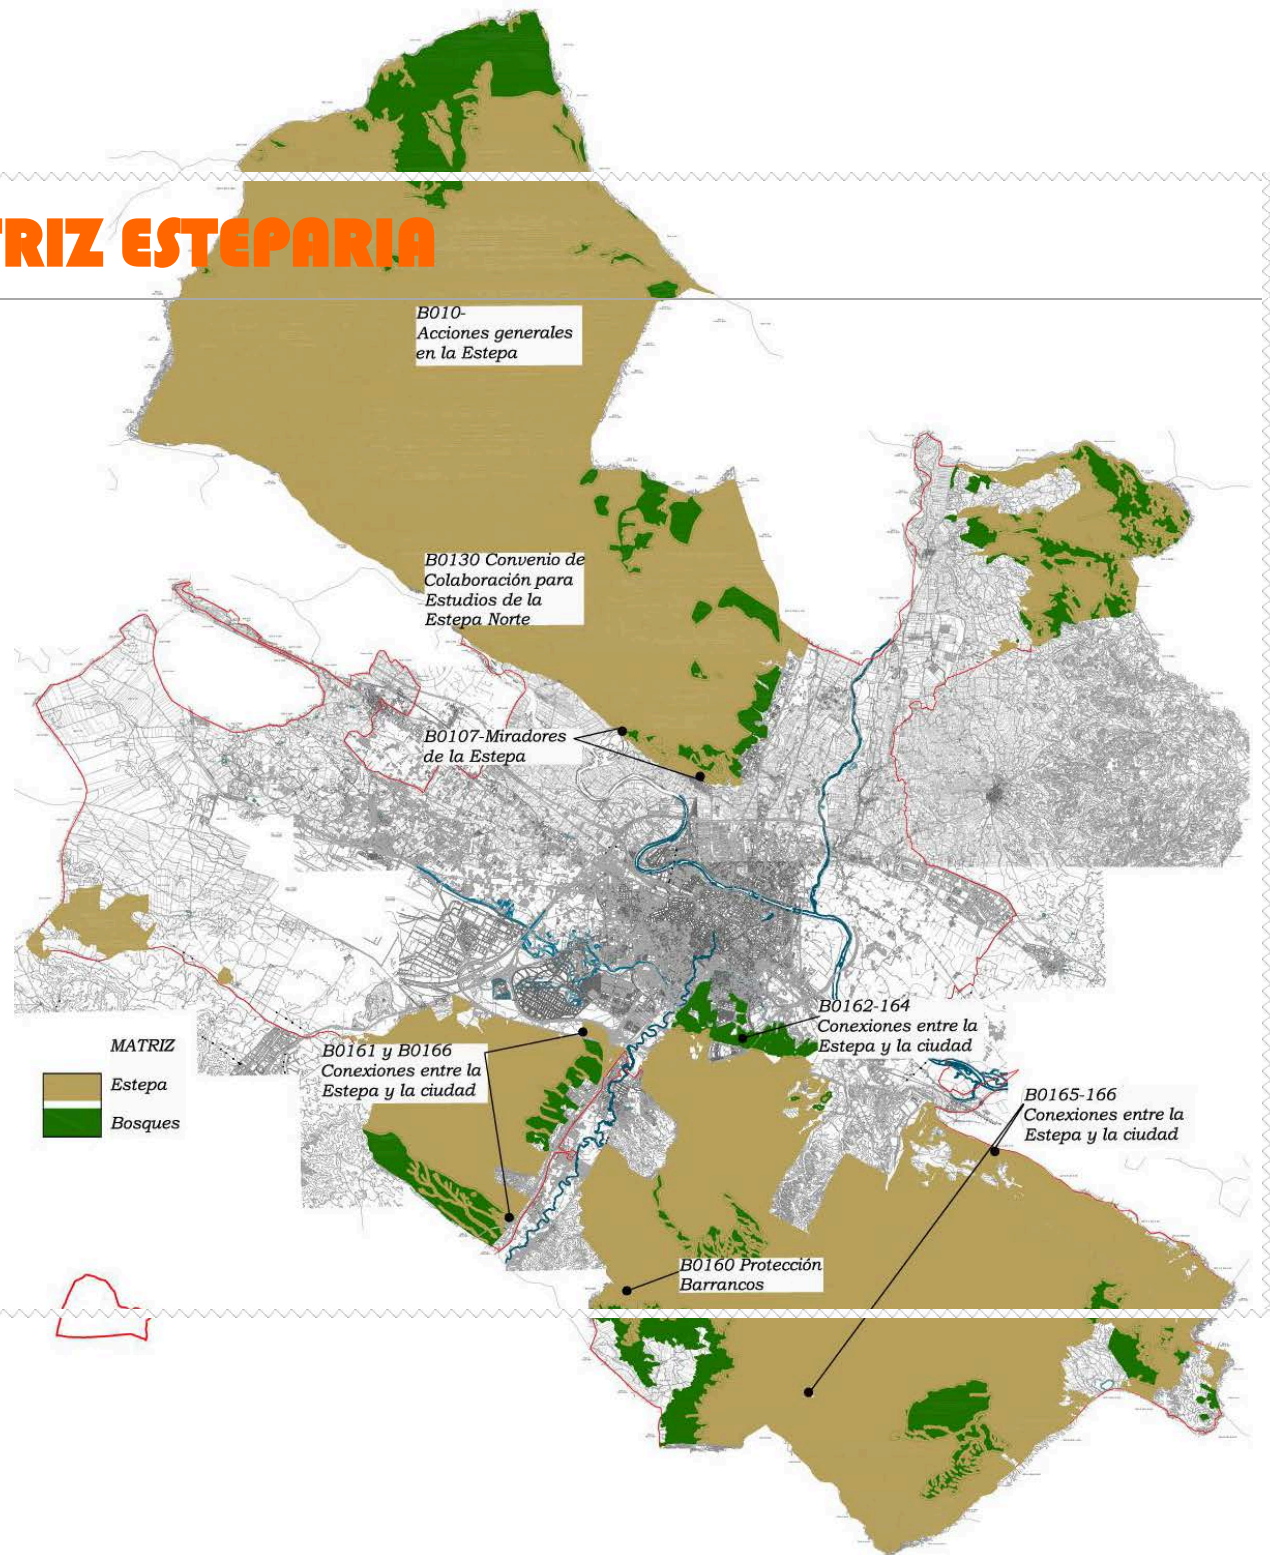 TRIZ ESTEPARIA
B010-
Acciones generales
en la Estepa
B0130 Convenio de
Colaboración para
Estudios de la
Estepa Norte
B0107-Miradores
de la Estepa
B0162-164
Conexiones entre la
Estepa y la ciudad
B0161 y B0166
Conexiones entre la
Estepa y la ciudad
MATRIZ
Estepa
Bosques
B0165-166
Conexiones entre la
Estepa y la ciudad
B0160 Protección
Barrancos